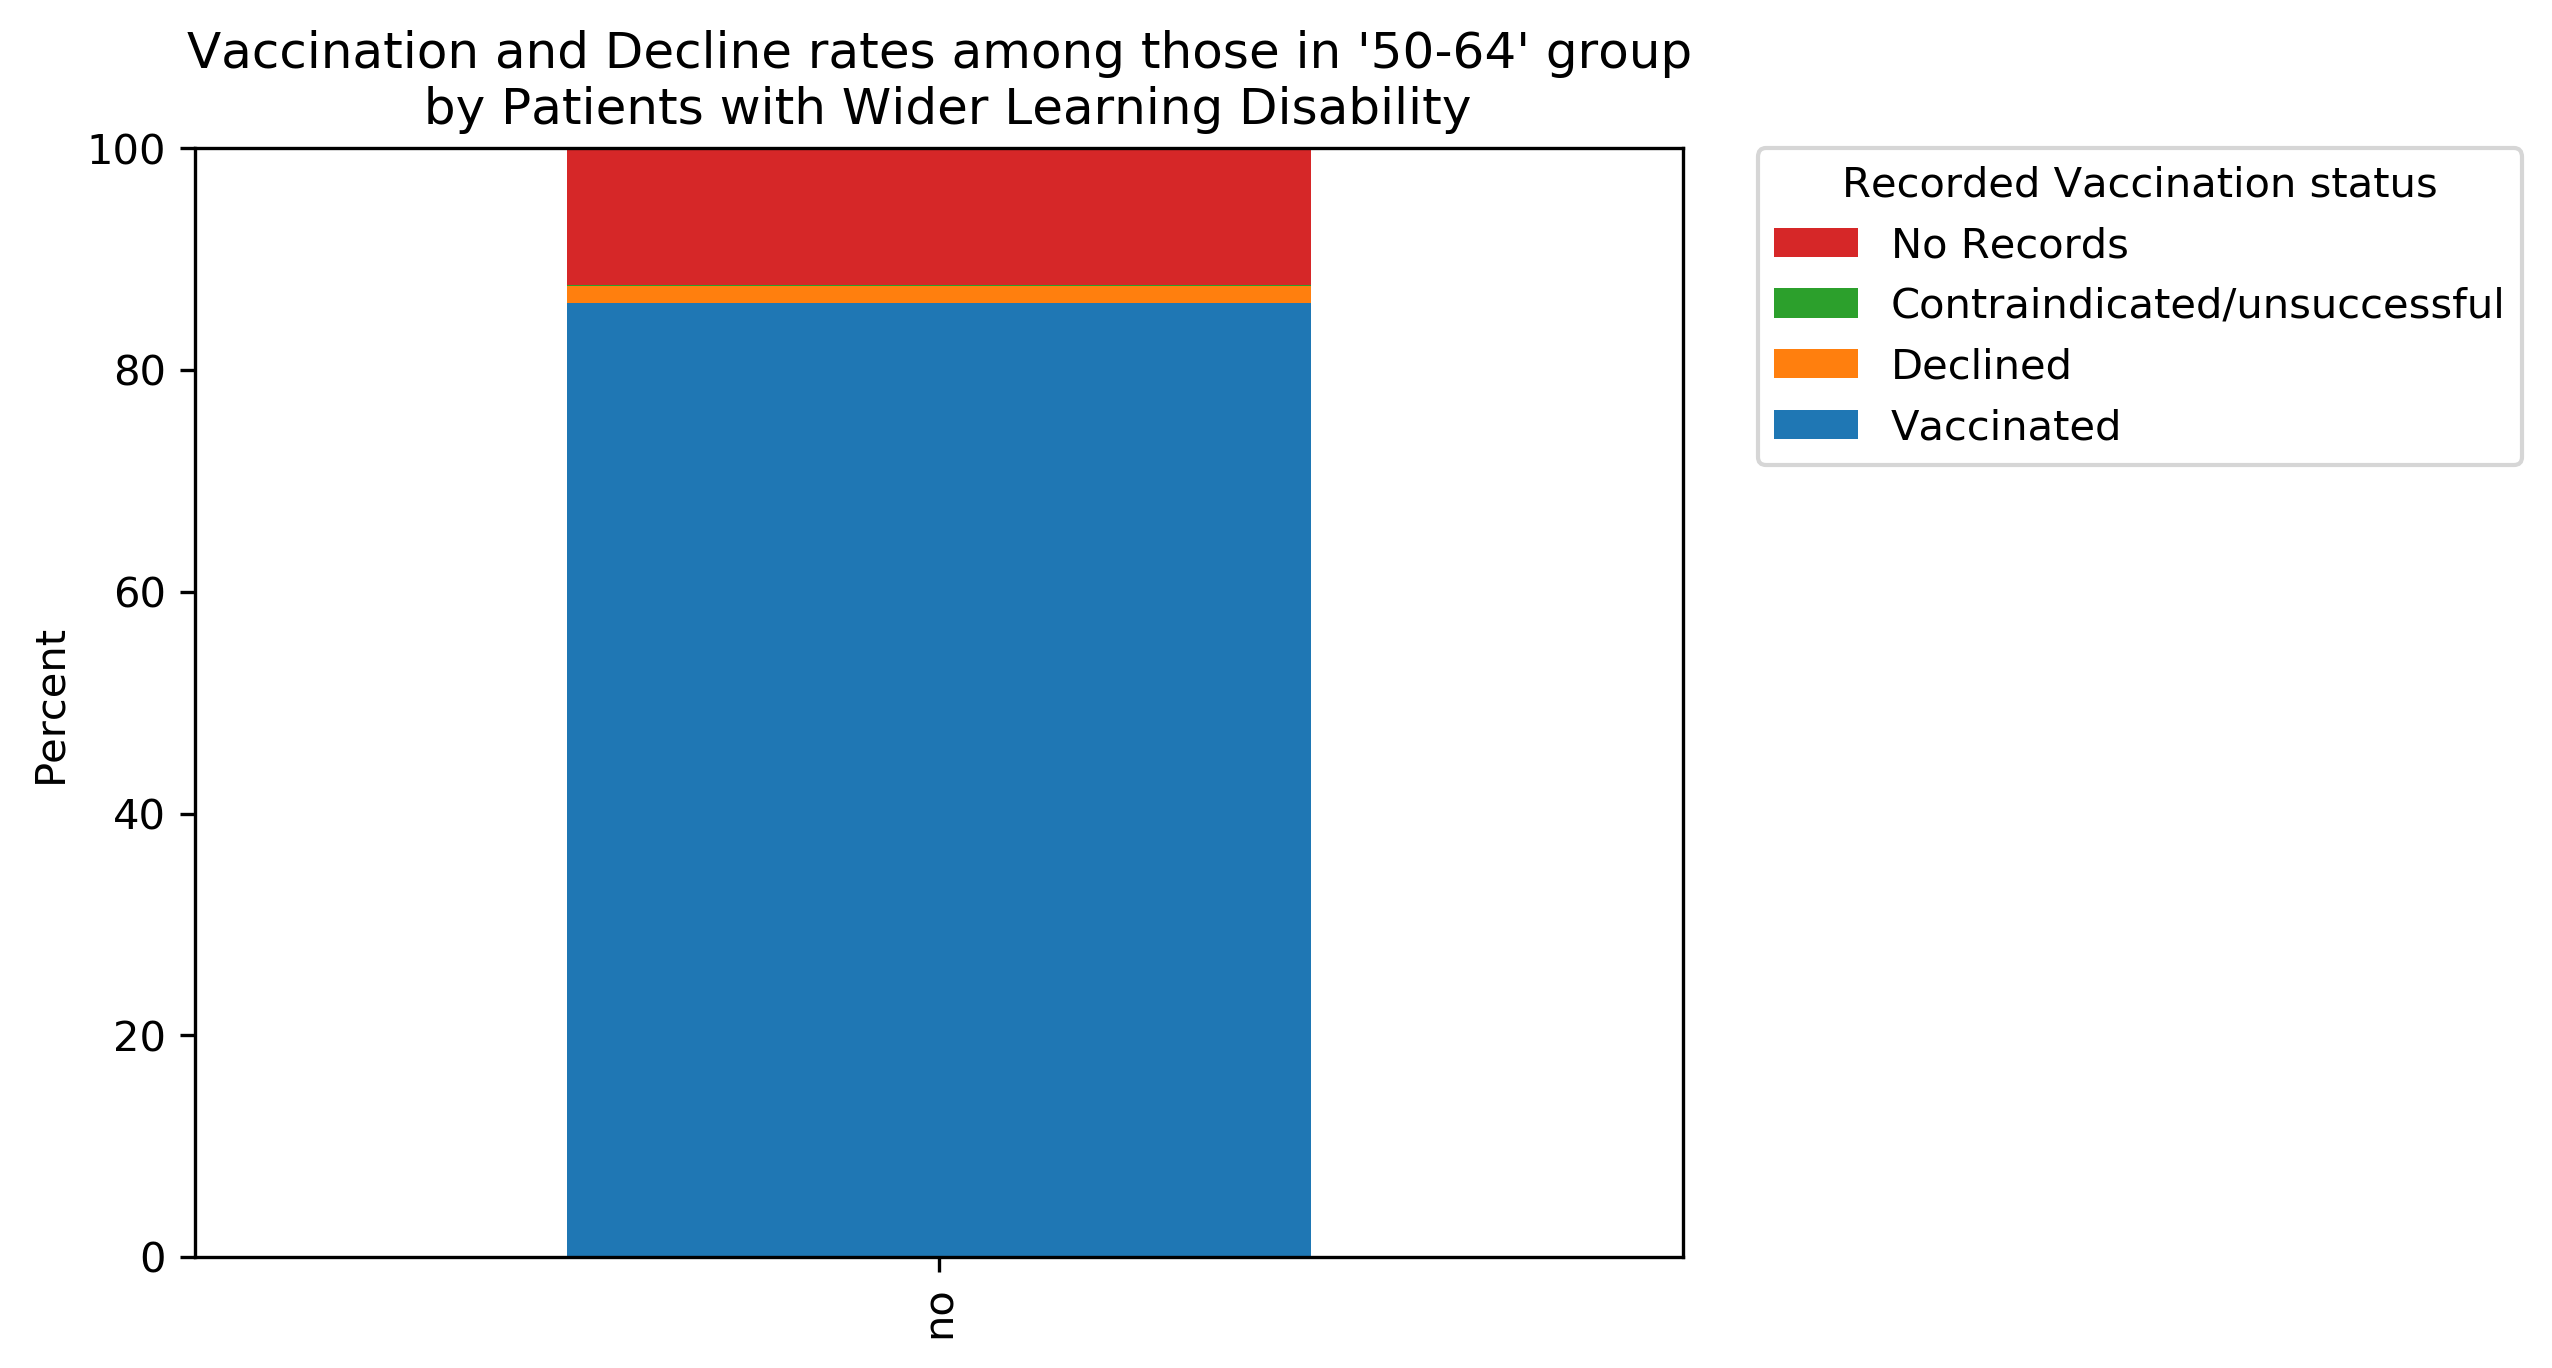 Vaccination and Decline rates among those in '50-64' group
by Patients with Wider Learning Disability
100
80
60
40
20
0
Percent
no
Recorded Vaccination status
No Records
Contraindicated/unsuccessful
Declined
Vaccinated